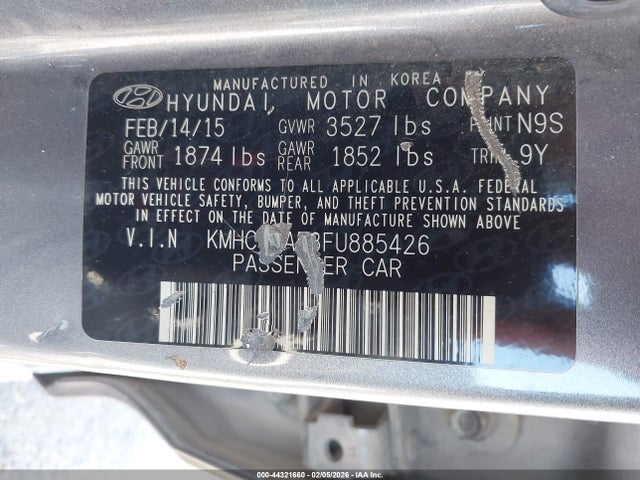 MANUFACTURED IN KOREA
HYUNDAI MOTOR COMPANY
FEB/14/15 GVWR 3527 lbs N9S
GAWR FRONT 1874 lbs GAWR REAR 1852 lbs 9Y
THIS VEHICLE CONFORMS TO ALL APPLICABLE U.S.A. FEDERAL
MOTOR VEHICLE SAFETY, BUMPER, AND THEFT PREVENTION STANDARDS
IN EFFECT ON THE DATE OF MANUFACTURE SHOWN ABOVE
V.I.N
PASSENGER CAR
000-44321660 - 02/05/2026 - IAA Inc.